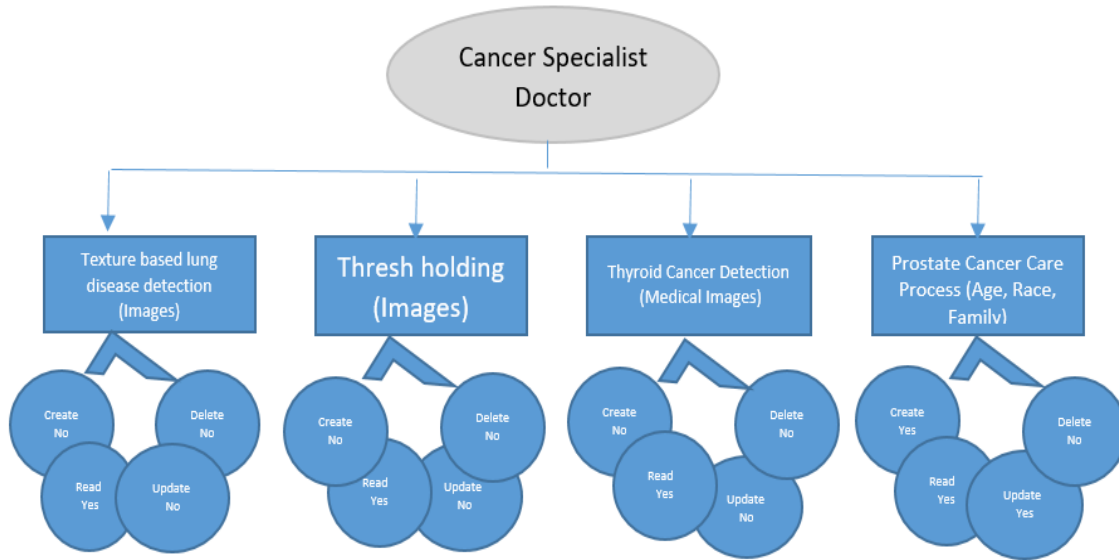 Cancer Specialist
Doctor
Texture based lung
disease detection
(Images)
Thresh holding
(Images)
Thyroid Cancer Detection
(Medical Images)
Prostate Cancer Care
Process (Age, Race,
Family)
Create
No
Delete
No
Read
Yes
Update
No
Create
No
Delete
No
Read
Yes
Update
No
Create
No
Delete
No
Read
Yes
Update
No
Create
Yes
Delete
No
Read
Yes
Update
Yes